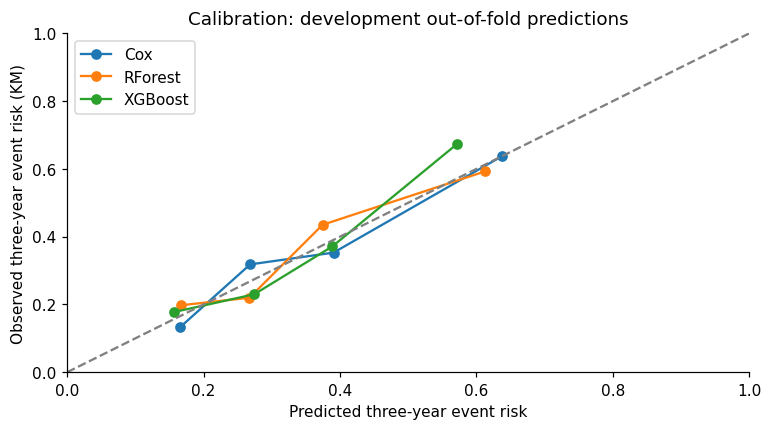 Calibration: development out-of-fold predictions
Cox
RForest
XGBoost
Observed three-year event risk (KM)
1.0
0.8
0.6
0.4
0.2
0.0
0.0 0.2 0.4 0.6 0.8 1.0
Predicted three-year event risk